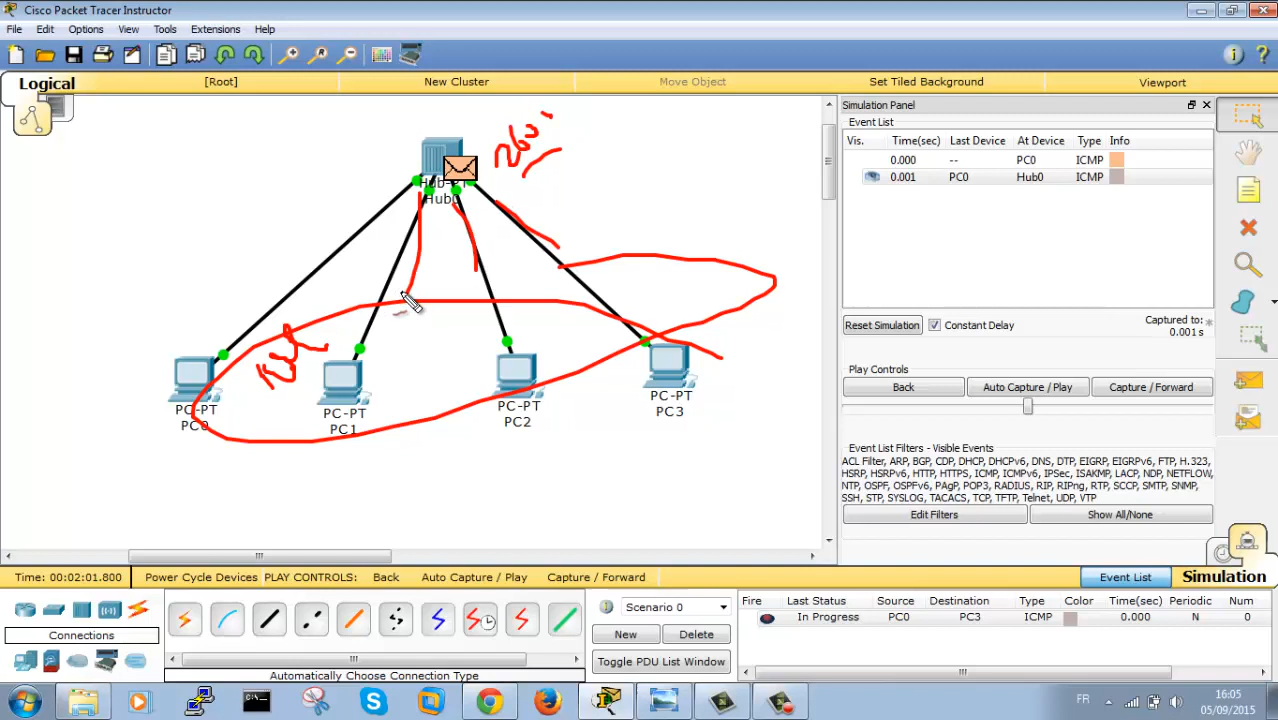 Cisco Packet Tracer Instructor
File Edit Options View Tools Extensions Help
Logical [Root] New Cluster Move Object Set Tiled Background Viewport
Hub-PT
Hub0
PC-PT
PC0
PC-PT
PC1
PC-PT
PC2
PC-PT
PC3
Simulation Panel
Event List
Vis. Time(sec) Last Device At Device Type Info
0.000 -- PC0 ICMP
0.001 PC0 Hub0 ICMP
Reset Simulation Constant Delay Captured to: *
0.001 s
Play Controls
Back Auto Capture / Play Capture / Forward
Event List Filters - Visible Events
ACL Filter, ARP, BGP, CDP, DHCP, DHCPv6, DNS, DTP, EIGRP, EIGRPv6, FTP, H.323,
HSRP, HSRPv6, HTTP, HTTPS, ICMP, ICMPv6, IPSec, ISAKMP, LACP, NDP, NETFLOW,
NTP, OSPF, OSPFv6, PAgP, POP3, RADIUS, RIP, RIPng, RTP, SCCP, SMTP, SNMP,
SSH, STP, SYSLOG, TACACS, TCP, TFTP, Telnet, UDP, VTP
Edit Filters Show All/None
Time: 00:02:01.800 Power Cycle Devices PLAY CONTROLS: Back Auto Capture / Play Capture / Forward Event List Simulation
Connections
Automatically Choose Connection Type
Scenario 0
New Delete
Toggle PDU List Window
Fire Last Status Source Destination Type Color Time(sec) Periodic Num
In Progress PC0 PC3 ICMP 0.000 N 0
FR 16:05
05/09/2015